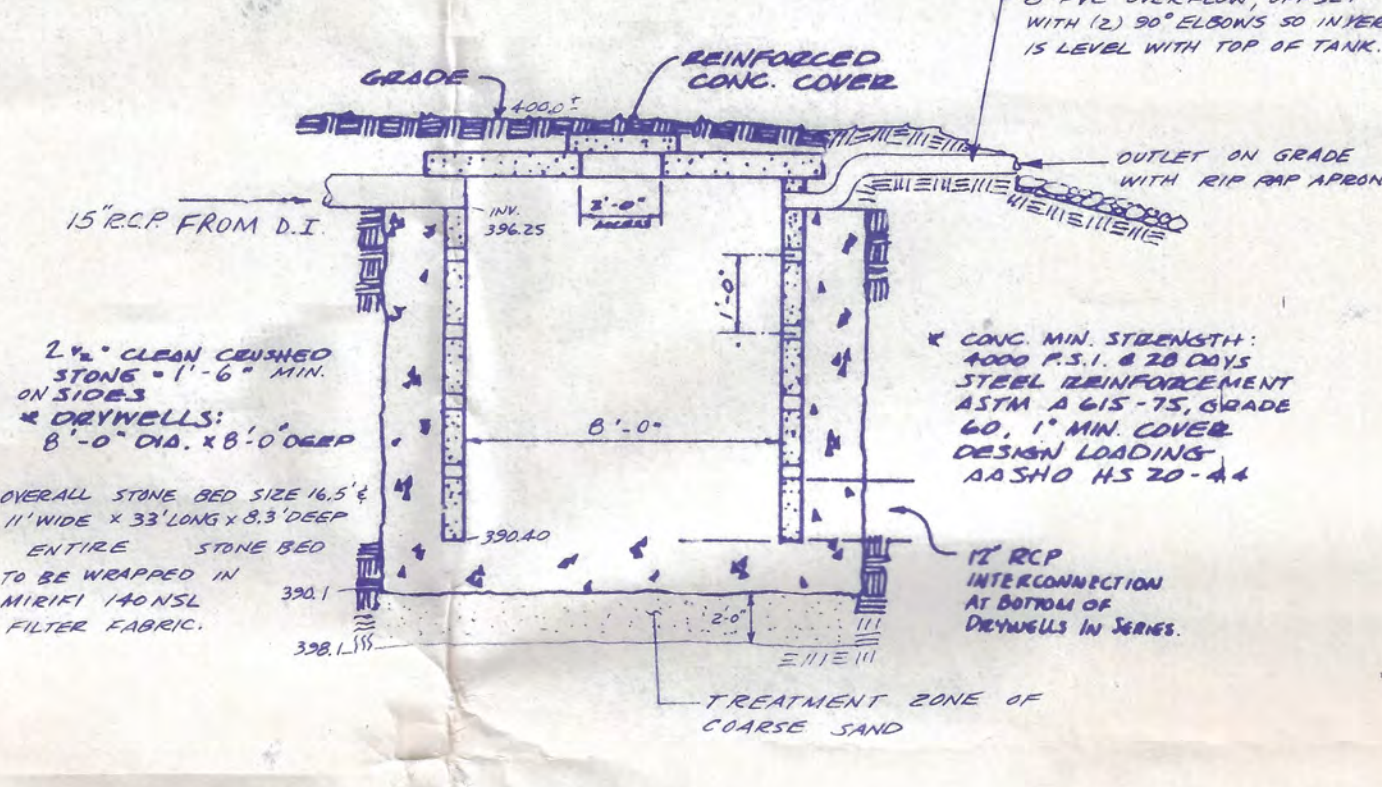 WITH (2) 90° ELBOWS SO INVER
IS LEVEL WITH TOP OF TANK.
GRADE
REINFORCED
CONC. COVER
400.0±
OUTLET ON GRADE
WITH RIP RAP APRON
15" R.C.P. FROM D.I.
INV.
396.25
2'-0"
ACCESS
1'-0"
2 1/2" CLEAN CRUSHED
STONE - 1'-6" MIN.
ON SIDES
* DRYWELLS:
8'-0" DIA. x 8'-0" DEEP
8'-0"
* CONC. MIN. STRENGTH:
4000 P.S.I. @ 28 DAYS
STEEL REINFORCEMENT
ASTM A 615-75, GRADE
60, 1" MIN. COVER
DESIGN LOADING
AASHO HS 20-44
OVERALL STONE BED SIZE 16.5' &
11' WIDE x 33' LONG x 8.3' DEEP
ENTIRE STONE BED
TO BE WRAPPED IN
MIRIFI 140 NSL
FILTER FABRIC.
390.40
390.1
2'-0"
398.1
12" RCP
INTERCONNECTION
AT BOTTOM OF
DRYWELLS IN SERIES.
TREATMENT ZONE OF
COARSE SAND